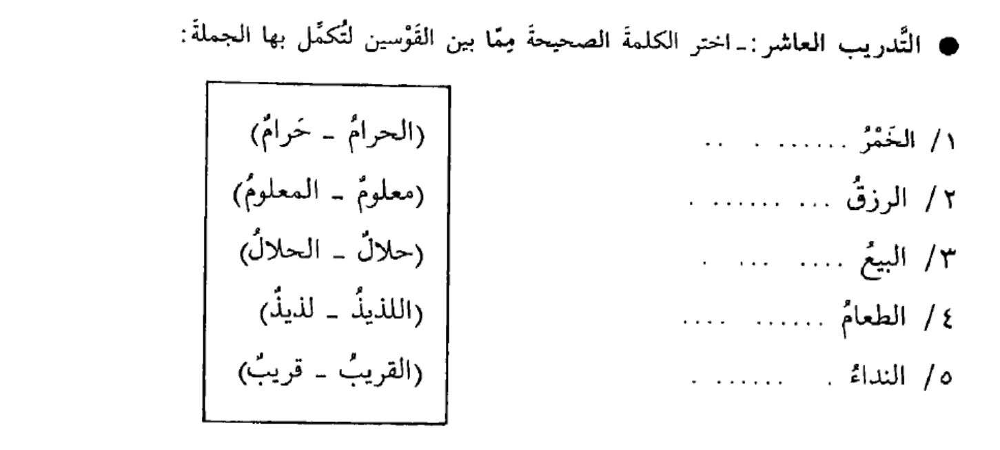 ● التَّدريب العاشر :ـ اختر الكلمةَ الصحيحةَ مِمّا بين القَوْسين لتُكمِّل بها الجملةَ :
١/ الخَمْرُ ...... . .. (الحرامُ ـ حَرامٌ)
٢/ الرزقُ ... ...... . (معلومٌ ـ المعلومُ)
٣/ البيعُ .... ... . (حلالٌ ـ الحلالُ)
٤/ الطعامُ ...... .... (اللذيذُ ـ لذيذٌ)
٥/ النداءُ . ...... . (القريبُ ـ قريبٌ)